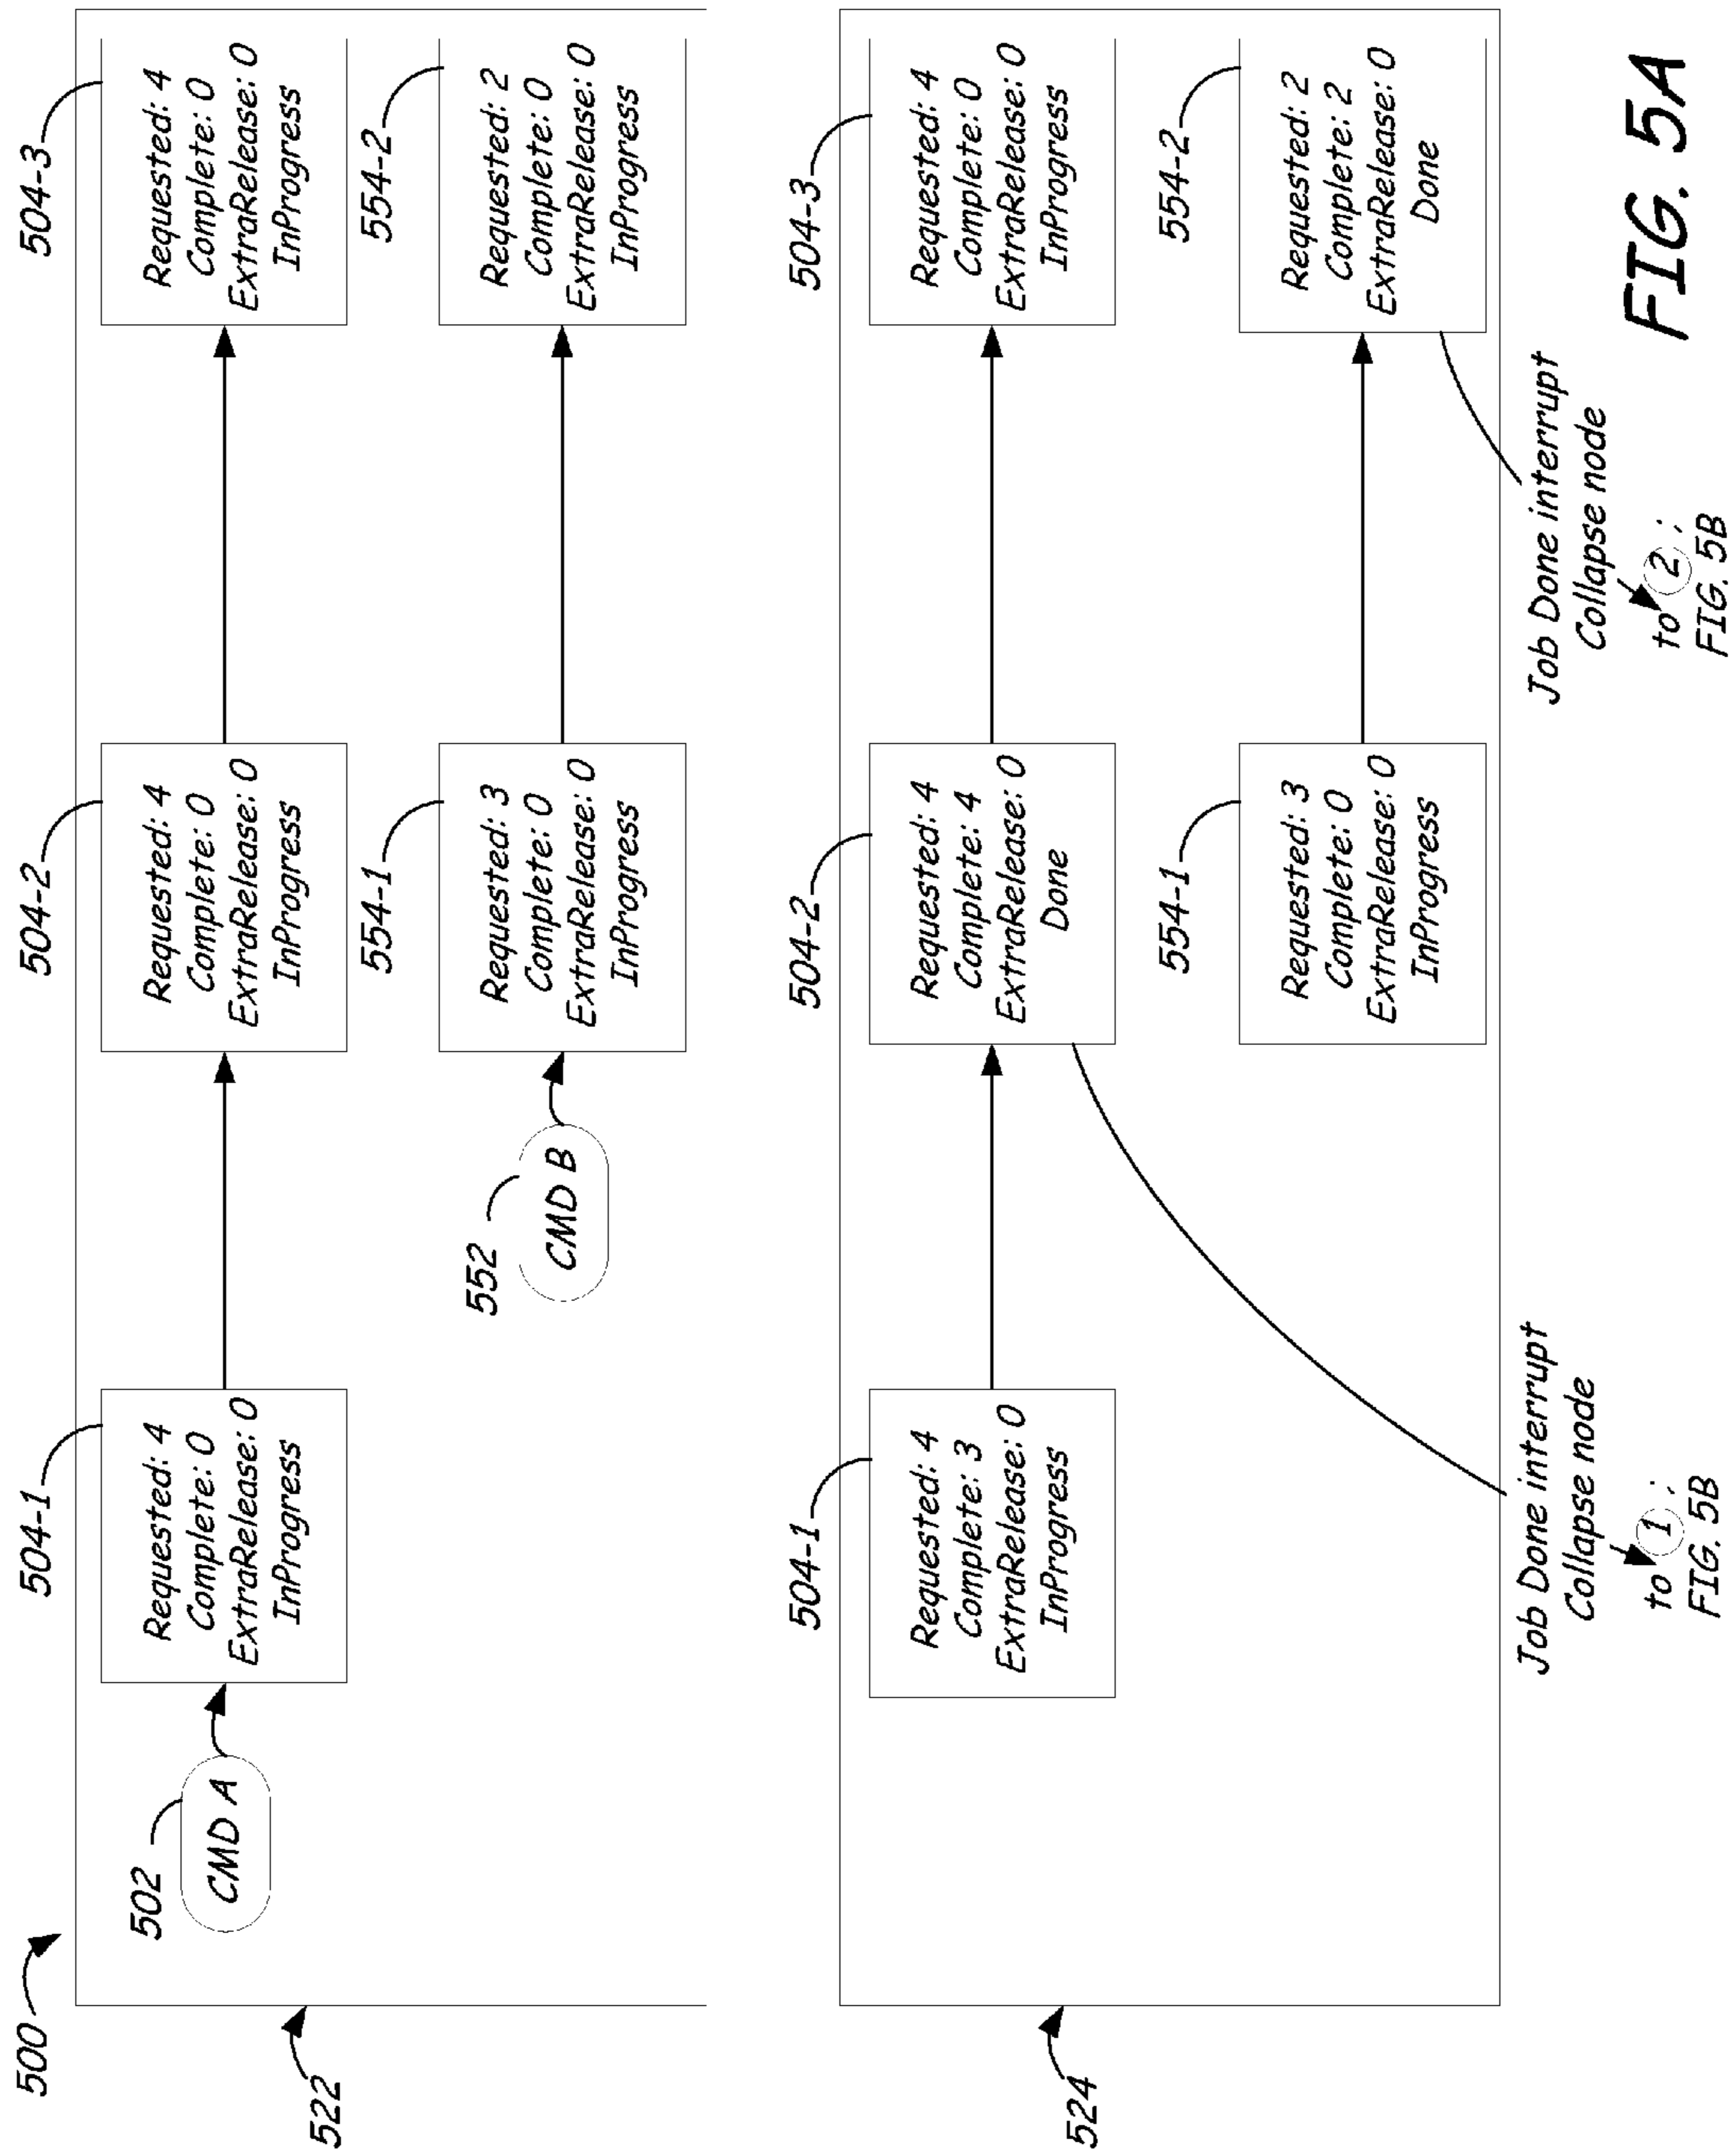 500
522
502
CMD A
504-1
Requested: 4
Complete: 0
ExtraRelease: 0
InProgress
504-2
Requested: 4
Complete: 0
ExtraRelease: 0
InProgress
504-3
Requested: 4
Complete: 0
ExtraRelease: 0
InProgress
552
CMD B
554-1
Requested: 3
Complete: 0
ExtraRelease: 0
InProgress
554-2
Requested: 2
Complete: 0
ExtraRelease: 0
InProgress
524
504-1
Requested: 4
Complete: 3
ExtraRelease: 0
InProgress
504-2
Requested: 4
Complete: 4
ExtraRelease: 0
Done
504-3
Requested: 4
Complete: 0
ExtraRelease: 0
InProgress
554-1
Requested: 3
Complete: 0
ExtraRelease: 0
InProgress
554-2
Requested: 2
Complete: 2
ExtraRelease: 0
Done
Job Done interrupt
Collapse node
to 1;
FIG. 5B
Job Done interrupt
Collapse node
to 2;
FIG. 5B
FIG. 5A